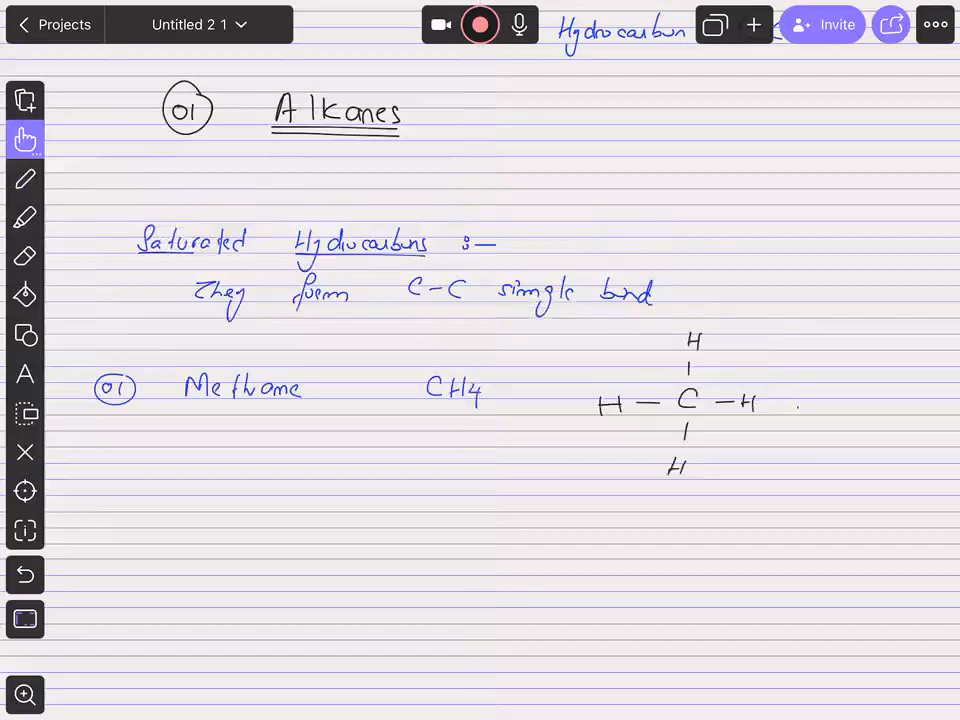 Projects Untitled 2 1 Hydrocarbon Invite
01 Alkanes
Saturated Hydrocarbons :—
They form C-C single bond
H
|
01 Methane CH4 H — C — H
|
H